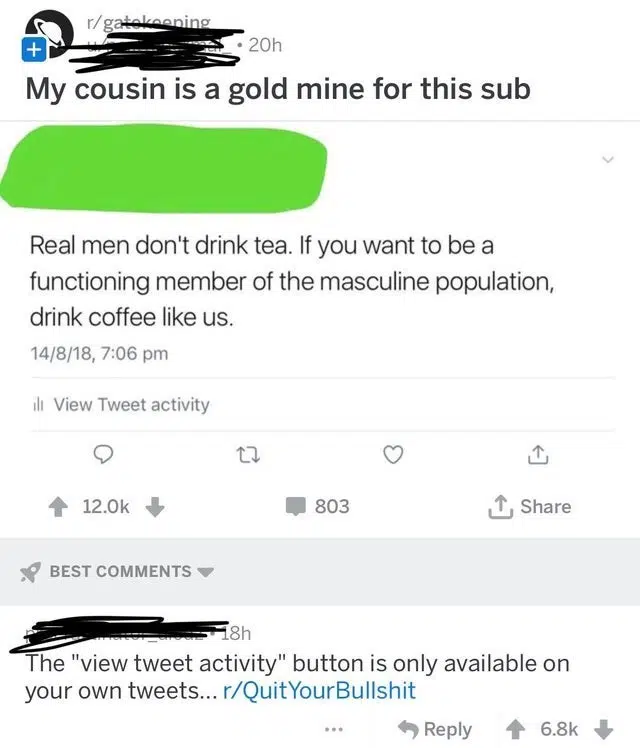 r/gatekeeping
• 20h
My cousin is a gold mine for this sub
Real men don't drink tea. If you want to be a
functioning member of the masculine population,
drink coffee like us.
14/8/18, 7:06 pm
View Tweet activity
12.0k
803
Share
BEST COMMENTS
• 18h
The "view tweet activity" button is only available on
your own tweets... r/QuitYourBullshit
... Reply 6.8k